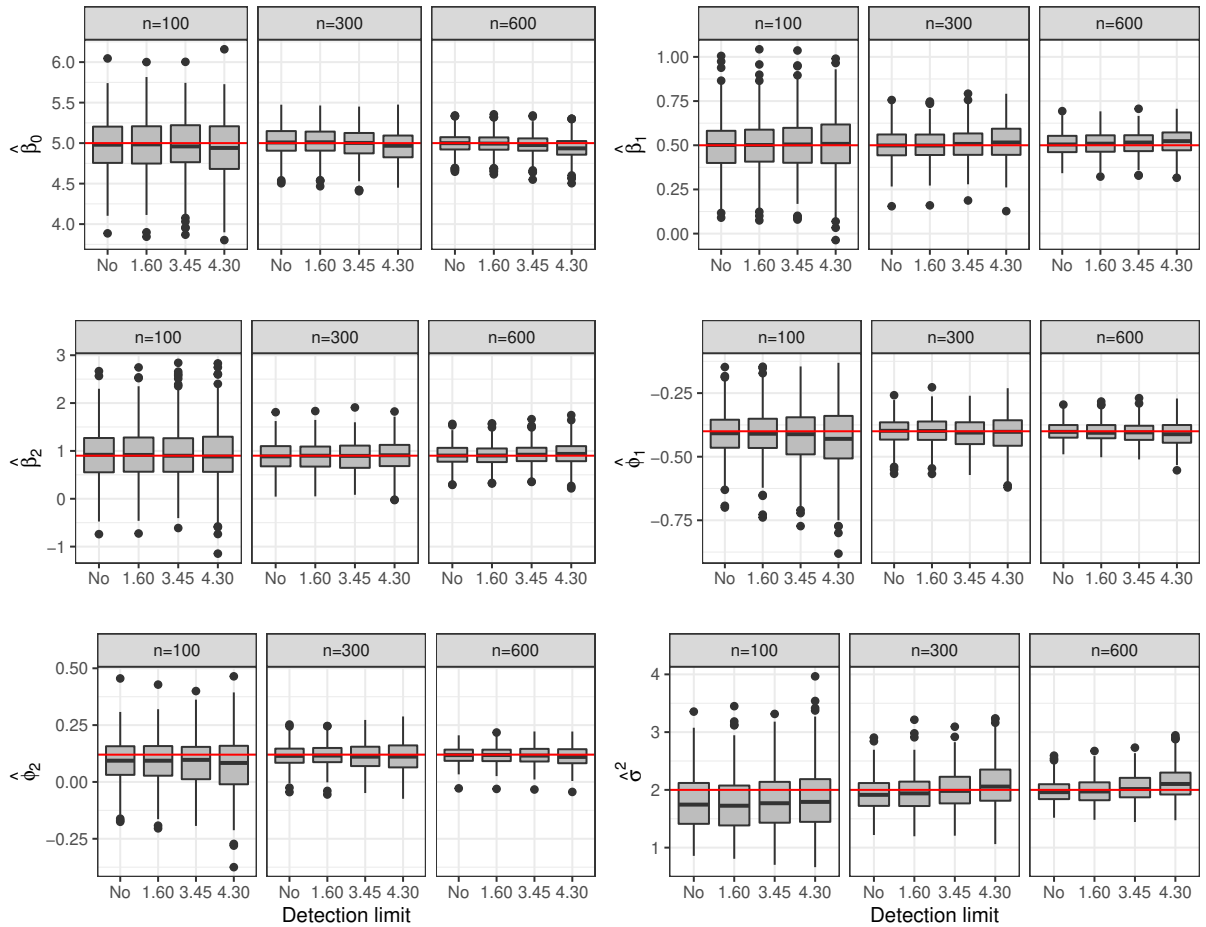 n=100 n=300 n=600
β̂0
6.0
5.5
5.0
4.5
4.0
No 1.60 3.45 4.30 No 1.60 3.45 4.30 No 1.60 3.45 4.30
n=100 n=300 n=600
β̂1
1.00
0.75
0.50
0.25
0.00
No 1.60 3.45 4.30 No 1.60 3.45 4.30 No 1.60 3.45 4.30
n=100 n=300 n=600
β̂2
3
2
1
0
−1
No 1.60 3.45 4.30 No 1.60 3.45 4.30 No 1.60 3.45 4.30
n=100 n=300 n=600
ϕ̂1
−0.25
−0.50
−0.75
No 1.60 3.45 4.30 No 1.60 3.45 4.30 No 1.60 3.45 4.30
n=100 n=300 n=600
ϕ̂2
0.50
0.25
0.00
−0.25
No 1.60 3.45 4.30 No 1.60 3.45 4.30 No 1.60 3.45 4.30
Detection limit
n=100 n=300 n=600
σ̂2
4
3
2
1
No 1.60 3.45 4.30 No 1.60 3.45 4.30 No 1.60 3.45 4.30
Detection limit